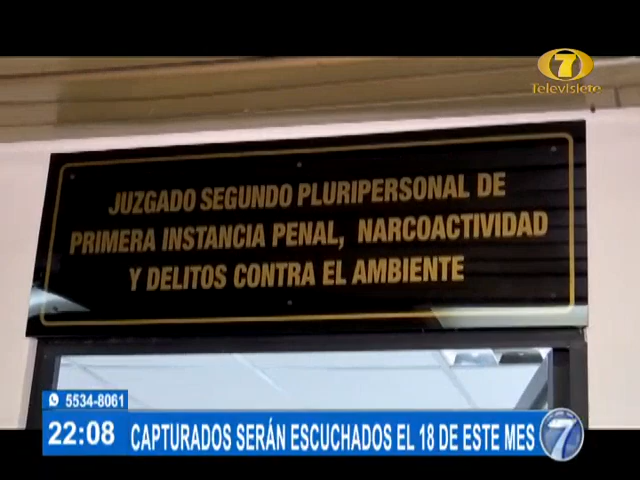 7
Televisiete
JUZGADO SEGUNDO PLURIPERSONAL DE
PRIMERA INSTANCIA PENAL, NARCOACTIVIDAD
Y DELITOS CONTRA EL AMBIENTE
5534-8061
22:08 CAPTURADOS SERÁN ESCUCHADOS EL 18 DE ESTE MES 7